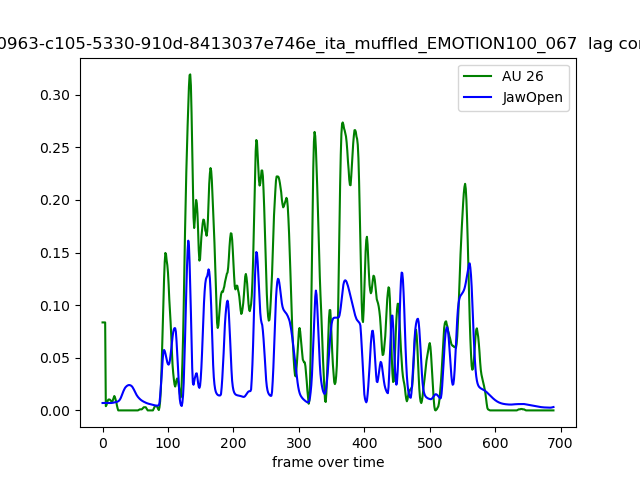 0963-c105-5330-910d-8413037e746e_ita_muffled_EMOTION100_067 lag
AU 26
JawOpen
0.30
0.25
0.20
0.15
0.10
0.05
0.00
0 100 200 300 400 500 600 700
frame over time